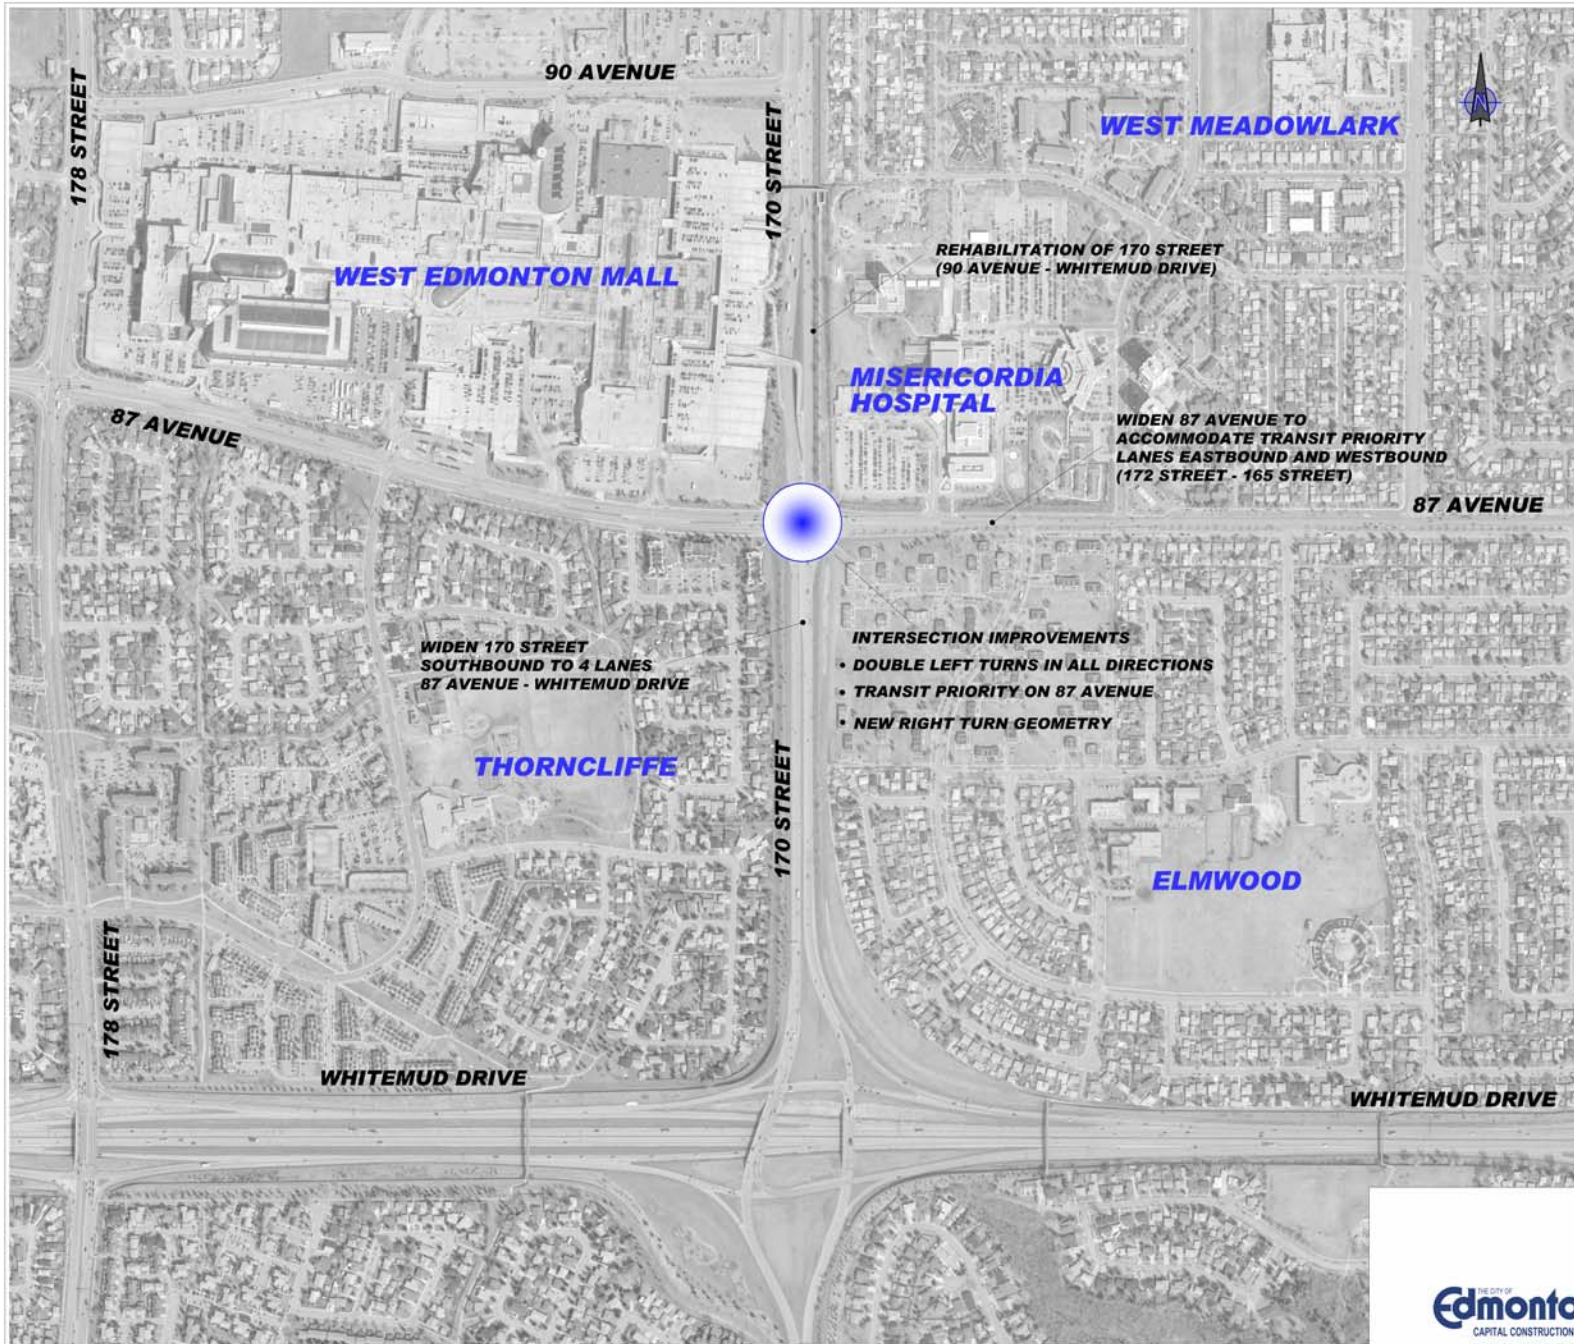 90 AVENUE
178 STREET
170 STREET
WEST MEADOWLARK
N
WEST EDMONTON MALL
REHABILITATION OF 170 STREET
(90 AVENUE - WHITEMUD DRIVE)
MISERICORDIA
HOSPITAL
87 AVENUE
WIDEN 87 AVENUE TO
ACCOMMODATE TRANSIT PRIORITY
LANES EASTBOUND AND WESTBOUND
(172 STREET - 165 STREET)
87 AVENUE
WIDEN 170 STREET
SOUTHBOUND TO 4 LANES
87 AVENUE - WHITEMUD DRIVE
INTERSECTION IMPROVEMENTS
• DOUBLE LEFT TURNS IN ALL DIRECTIONS
• TRANSIT PRIORITY ON 87 AVENUE
• NEW RIGHT TURN GEOMETRY
THORNCLIFFE
170 STREET
ELMWOOD
178 STREET
WHITEMUD DRIVE
WHITEMUD DRIVE
THE CITY OF
Edmonto
CAPITAL CONSTRUCTION